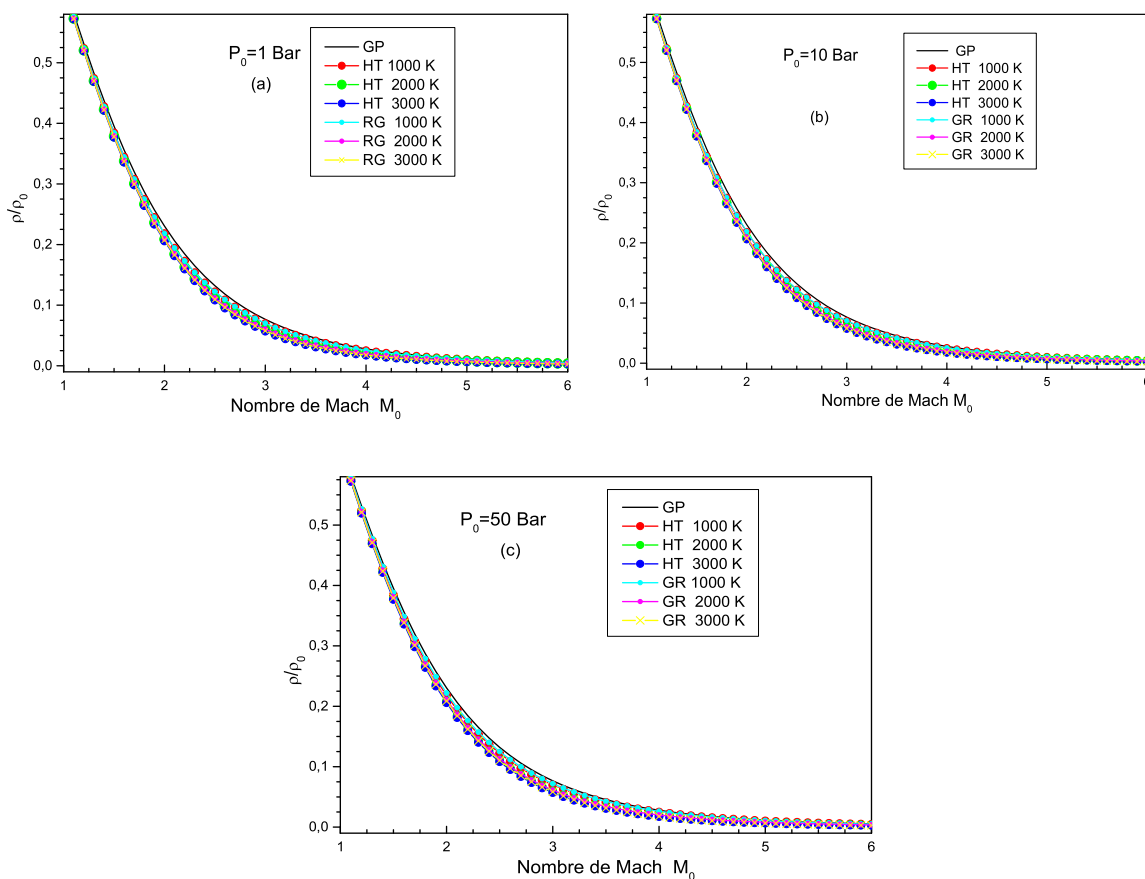 P₀=1 Bar
(a)
GP
HT 1000 K
HT 2000 K
HT 3000 K
RG 1000 K
RG 2000 K
RG 3000 K
0,5
0,4
0,3
0,2
0,1
0,0
ρ/ρ₀
1 2 3 4 5 6
Nombre de Mach M₀
P₀=10 Bar
(b)
GP
HT 1000 K
HT 2000 K
HT 3000 K
GR 1000 K
GR 2000 K
GR 3000 K
0,5
0,4
0,3
0,2
0,1
0,0
ρ/ρ₀
1 2 3 4 5 6
Nombre de Mach M₀
P₀=50 Bar
(c)
GP
HT 1000 K
HT 2000 K
HT 3000 K
GR 1000 K
GR 2000 K
GR 3000 K
0,5
0,4
0,3
0,2
0,1
0,0
ρ/ρ₀
1 2 3 4 5 6
Nombre de Mach M₀